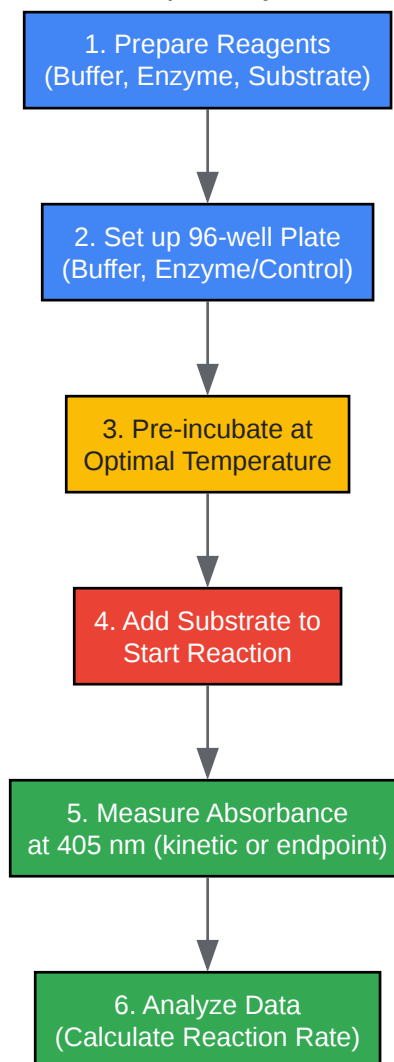 1. Prepare Reagents
(Buffer, Enzyme, Substrate)
2. Set up 96-well Plate
(Buffer, Enzyme/Control)
3. Pre-incubate at
Optimal Temperature
4. Add Substrate to
Start Reaction
5. Measure Absorbance
at 405 nm (kinetic or endpoint)
6. Analyze Data
(Calculate Reaction Rate)